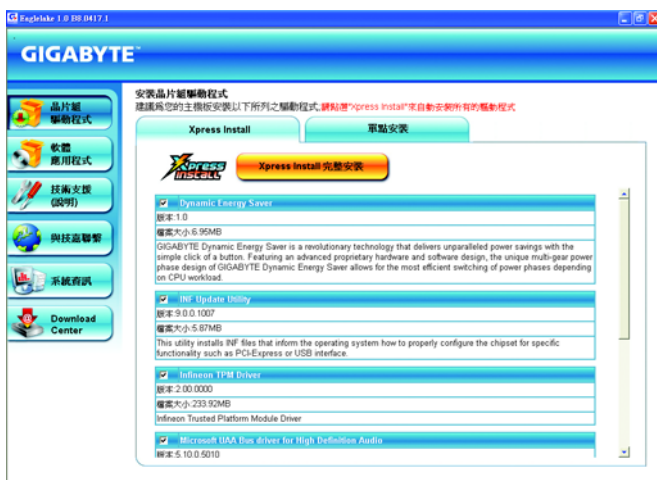 Eaglelake 1.0 B8.0417.1
GIGABYTE™
晶片組
驅動程式
軟體
應用程式
技術支援
(說明)
與技嘉聯繫
系統資訊
Download
Center
安裝晶片組驅動程式
建議爲您的主機板安裝以下所列之驅動程式,請點選"Xpress Install"來自動安裝所有的驅動程式
Xpress Install
單點安裝
Xpress
INSTALL
Xpress Install 完整安裝
Dynamic Energy Saver
版本:1.0
檔案大小:6.95MB
GIGABYTE Dynamic Energy Saver is a revolutionary technology that delivers unparalleled power savings with the
simple click of a button. Featuring an advanced proprietary hardware and software design, the unique multi-gear power
phase design of GIGABYTE Dynamic Energy Saver allows for the most efficient switching of power phases depending
on CPU workload.
INF Update Utility
版本:9.0.0.1007
檔案大小:5.87MB
This utility installs INF files that inform the operating system how to properly configure the chipset for specific
functionality such as PCI-Express or USB interface.
Infineon TPM Driver
版本:2.00.0000
檔案大小:233.92MB
Infineon Trusted Platform Module Driver
Microsoft UAA Bus driver for High Definition Audio
版本:5.10.0.5010